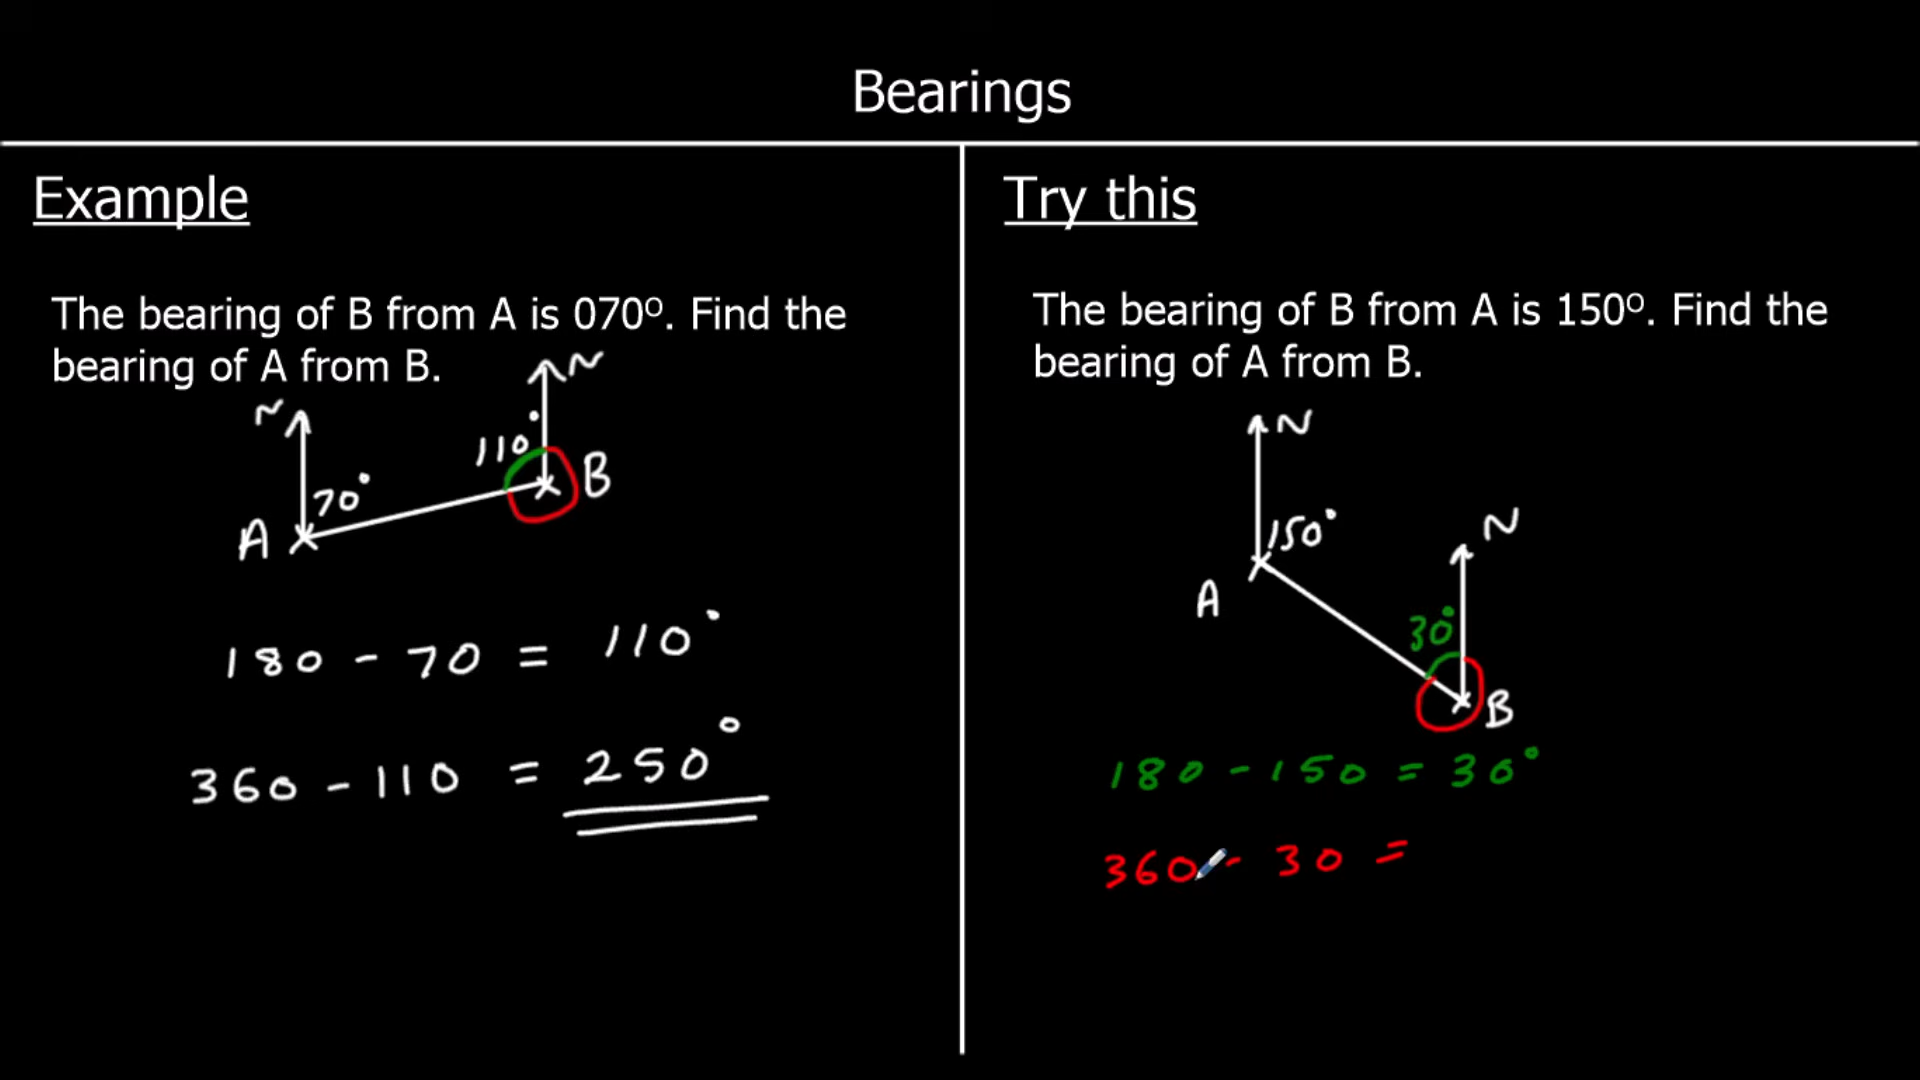 Bearings
Example
The bearing of B from A is 070º. Find the
bearing of A from B.
N
N
110°
B
70°
A
180 - 70 = 110°
360 - 110 = 250°
Try this
The bearing of B from A is 150º. Find the
bearing of A from B.
N
N
150°
A
30°
B
180 - 150 = 30°
360 - 30 =